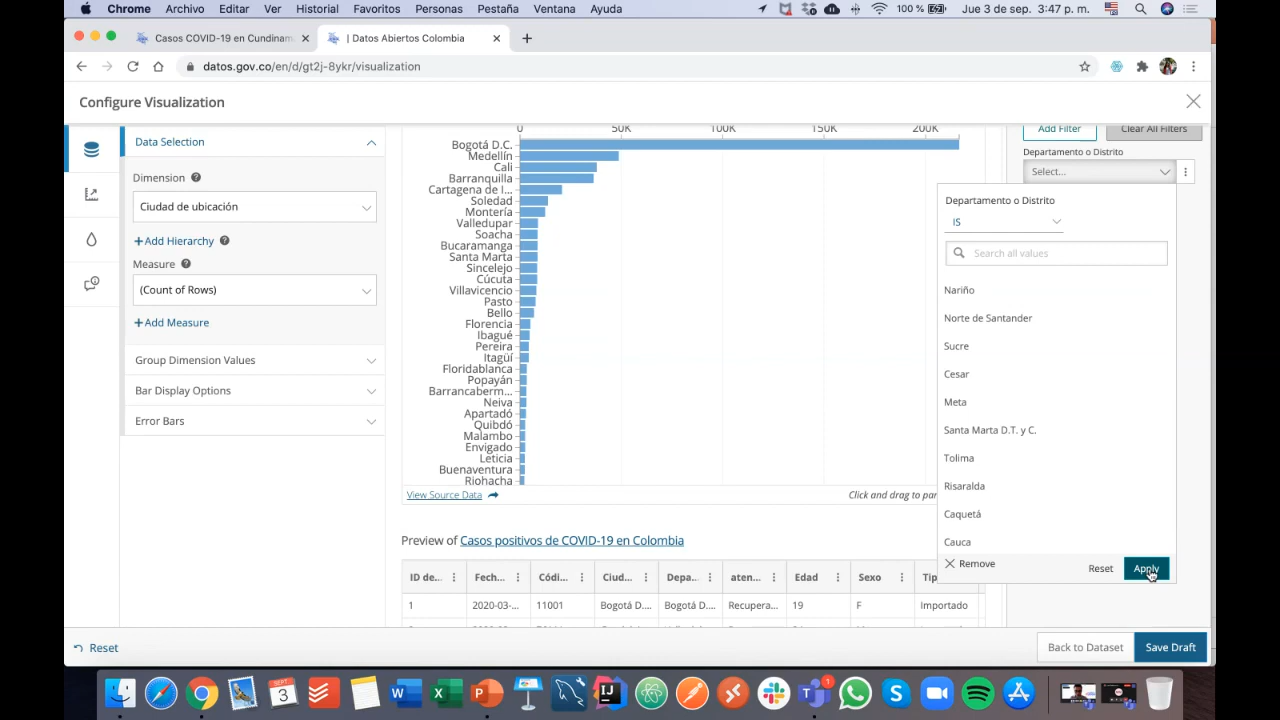 Chrome Archivo Editar Ver Historial Favoritos Personas Pestaña Ventana Ayuda 100 % Jue 3 de sep. 3:47 p. m.
Casos COVID-19 en Cundinam | Datos Abiertos Colombia
datos.gov.co/en/d/gt2j-8ykr/visualization
Configure Visualization
Data Selection
Dimension
Ciudad de ubicación
+Add Hierarchy
Measure
(Count of Rows)
+Add Measure
Group Dimension Values
Bar Display Options
Error Bars
0 50K 100K 150K 200K
Bogotá D.C.
Medellín
Cali
Barranquilla
Cartagena de I...
Soledad
Montería
Valledupar
Soacha
Bucaramanga
Santa Marta
Sincelejo
Cúcuta
Villavicencio
Pasto
Bello
Florencia
Ibagué
Pereira
Itagüí
Floridablanca
Popayán
Barrancaberm...
Neiva
Apartadó
Quibdó
Malambo
Envigado
Leticia
Buenaventura
Riohacha
View Source Data
Click and drag to pan
Add Filter Clear All Filters
Departamento o Distrito
Select...
Departamento o Distrito
IS
Search all values
Nariño
Norte de Santander
Sucre
Cesar
Meta
Santa Marta D.T. y C.
Tolima
Risaralda
Caquetá
Cauca
Remove Reset Apply
Preview of Casos positivos de COVID-19 en Colombia
ID de... Fech... Códi... Ciud... Depa... aten... Edad Sexo Tip
1 2020-03-... 11001 Bogotá D.... Bogotá D.... Recupera... 19 F Importado
Reset Back to Dataset Save Draft
SEPT
3
1